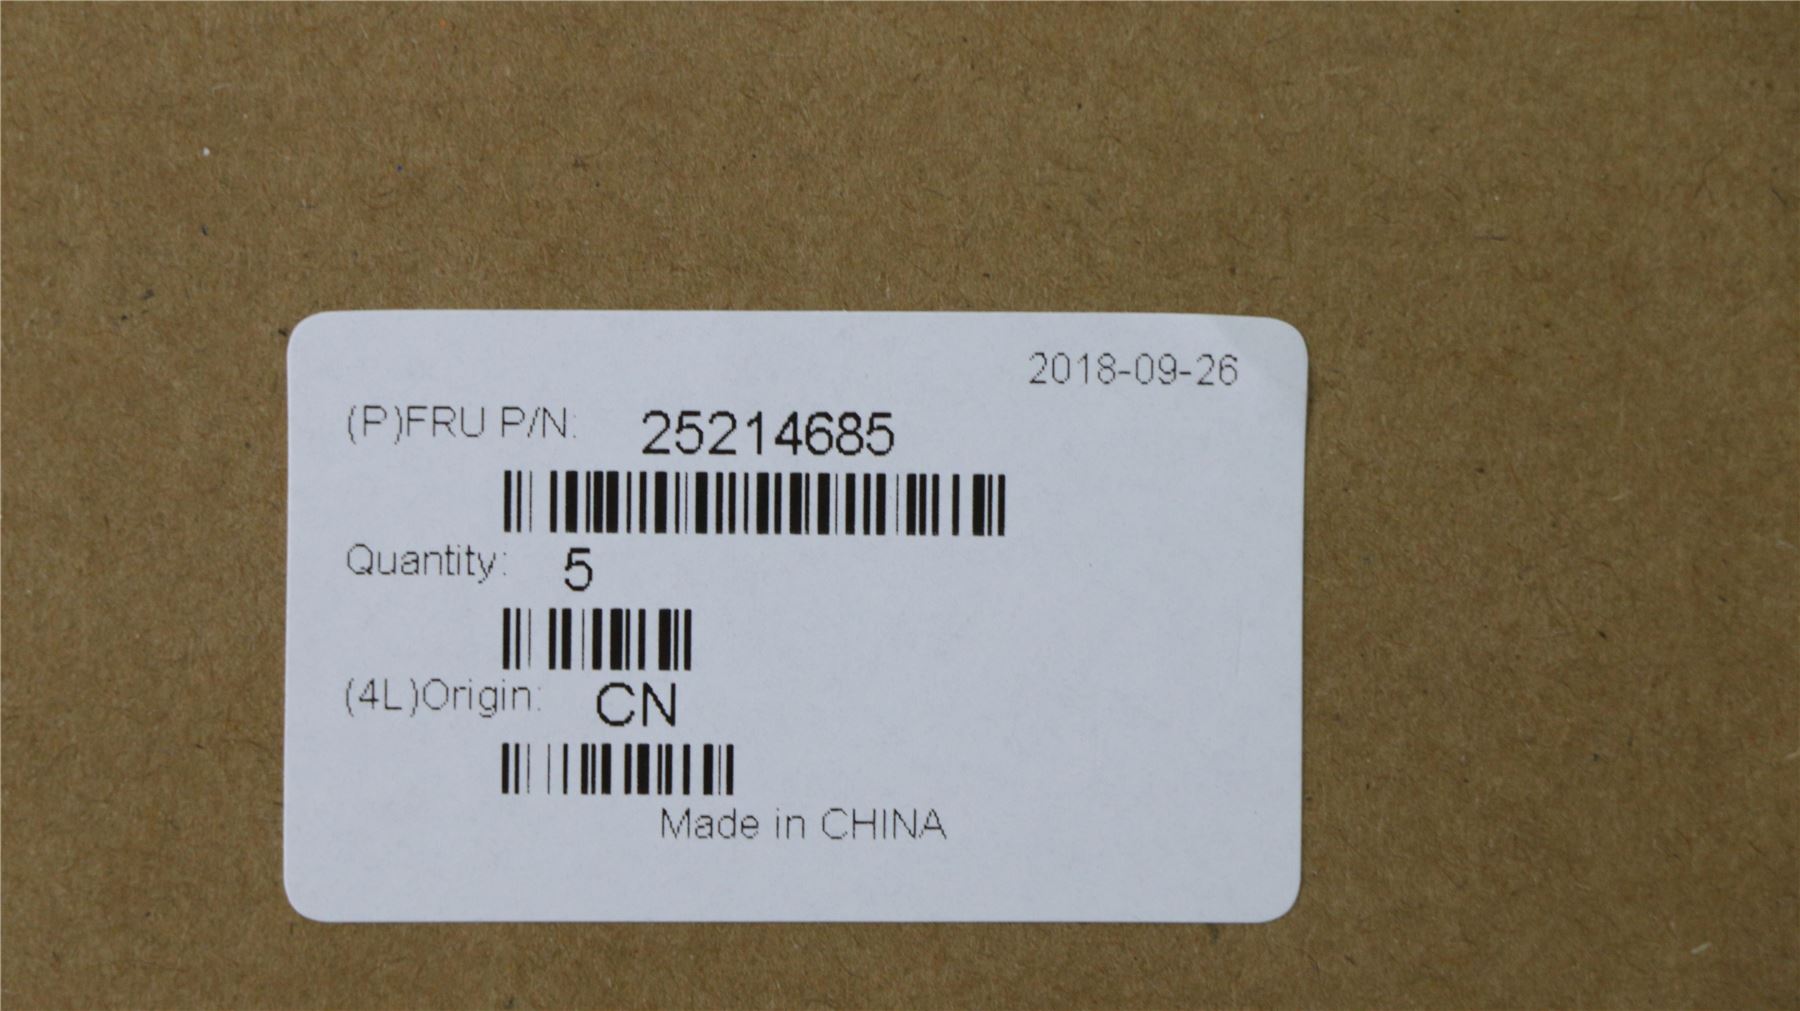 2018-09-26
(P)FRU P/N: 25214685
Quantity: 5
(4L)Origin: CN
Made in CHINA